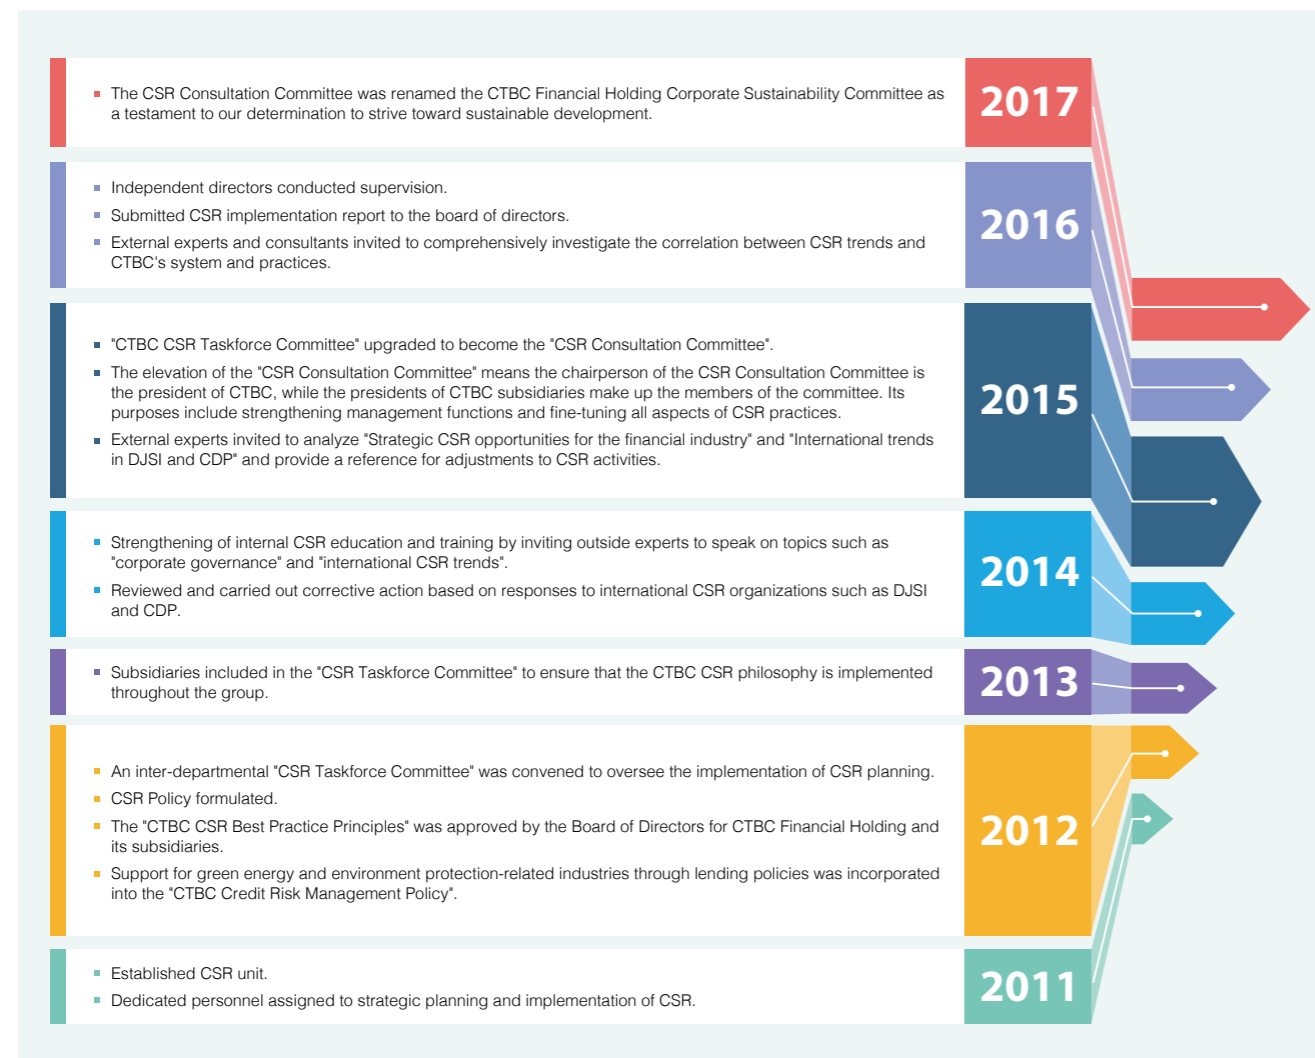 The CSR Consultation Committee was renamed the CTBC Financial Holding Corporate Sustainability Committee as
a testament to our determination to strive toward sustainable development.
2017
Independent directors conducted supervision.
Submitted CSR implementation report to the board of directors.
External experts and consultants invited to comprehensively investigate the correlation between CSR trends and
CTBC's system and practices.
2016
"CTBC CSR Taskforce Committee" upgraded to become the "CSR Consultation Committee".
The elevation of the "CSR Consultation Committee" means the chairperson of the CSR Consultation Committee is
the president of CTBC, while the presidents of CTBC subsidiaries make up the members of the committee. Its
purposes include strengthening management functions and fine-tuning all aspects of CSR practices.
External experts invited to analyze "Strategic CSR opportunities for the financial industry" and "International trends
in DJSI and CDP" and provide a reference for adjustments to CSR activities.
2015
Strengthening of internal CSR education and training by inviting outside experts to speak on topics such as
"corporate governance" and "international CSR trends".
Reviewed and carried out corrective action based on responses to international CSR organizations such as DJSI
and CDP.
2014
Subsidiaries included in the "CSR Taskforce Committee" to ensure that the CTBC CSR philosophy is implemented
throughout the group.
2013
An inter-departmental "CSR Taskforce Committee" was convened to oversee the implementation of CSR planning.
CSR Policy formulated.
The "CTBC CSR Best Practice Principles" was approved by the Board of Directors for CTBC Financial Holding and
its subsidiaries.
Support for green energy and environment protection-related industries through lending policies was incorporated
into the "CTBC Credit Risk Management Policy".
2012
Established CSR unit.
Dedicated personnel assigned to strategic planning and implementation of CSR.
2011